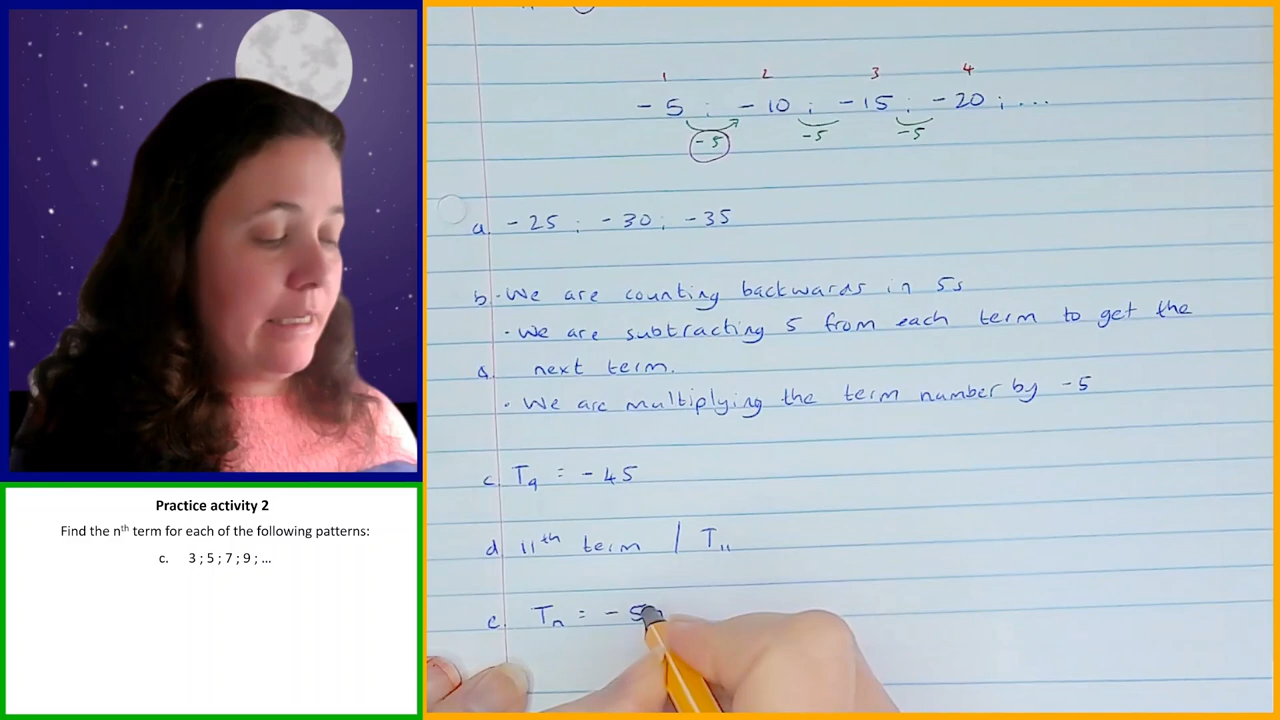 1 2 3 4
- 5 ; - 10 ; - 15 ; - 20 ; ...
- 5 - 5 - 5
a. - 25 ; - 30 ; - 35
b. · We are counting backwards in 5s
· We are subtracting 5 from each term to get the
next term.
· We are multiplying the term number by - 5
c. T9 = - 45
d. 11th term / T11
e. Tn = - 5
Practice activity 2
Find the nth term for each of the following patterns:
c. 3 ; 5 ; 7 ; 9 ; ...